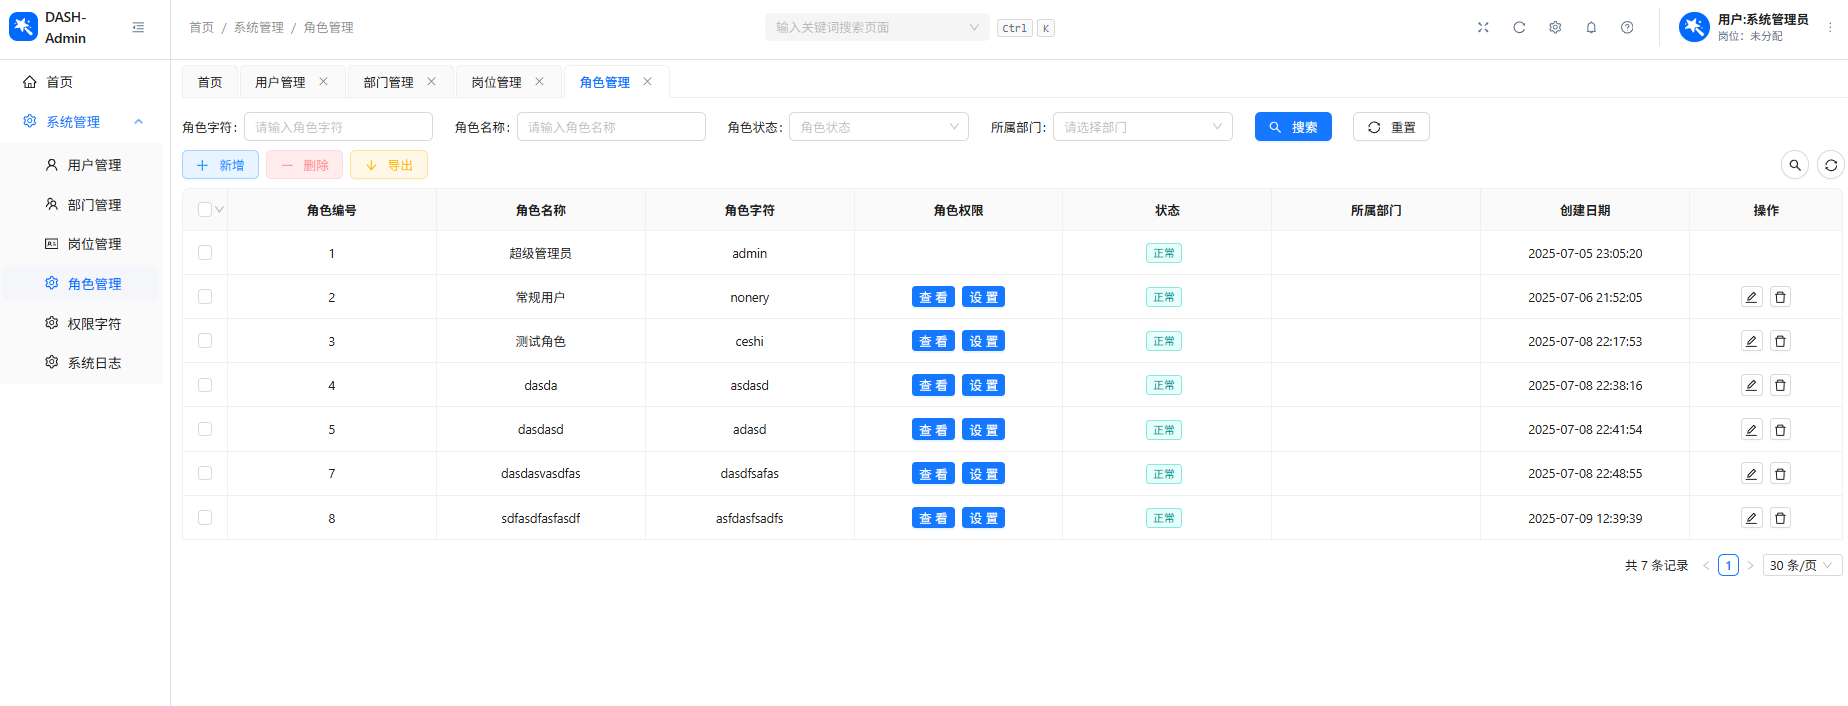 DASH-
Admin
首页 / 系统管理 / 角色管理
输入关键词搜索页面 Ctrl K
用户:系统管理员
岗位: 未分配
首页
系统管理
用户管理
部门管理
岗位管理
角色管理
权限字符
系统日志
首页 用户管理 部门管理 岗位管理 角色管理
角色字符: 请输入角色字符 角色名称: 请输入角色名称 角色状态: 角色状态 所属部门: 请选择部门 搜索 重置
新增 删除 导出
角色编号 角色名称 角色字符 角色权限 状态 所属部门 创建日期 操作
1 超级管理员 admin 正常 2025-07-05 23:05:20
2 常规用户 nonery 查看 设置 正常 2025-07-06 21:52:05
3 测试角色 ceshi 查看 设置 正常 2025-07-08 22:17:53
4 dasda asdasd 查看 设置 正常 2025-07-08 22:38:16
5 dasdasd adasd 查看 设置 正常 2025-07-08 22:41:54
7 dasdasvasdfas dasdfsafas 查看 设置 正常 2025-07-08 22:48:55
8 sdfasdfasfasdf asfdasfsadfs 查看 设置 正常 2025-07-09 12:39:39
共 7 条记录 1 30 条/页